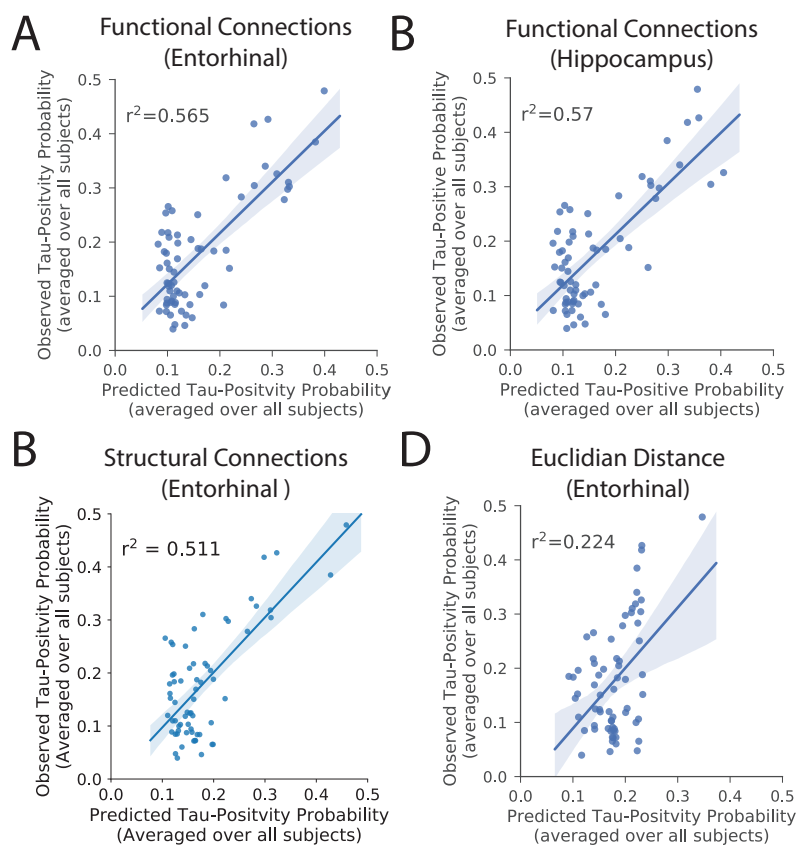 A
Functional Connections
(Entorhinal)
r²=0.565
Observed Tau-Positvity Probability
(averaged over all subjects)
0.5
0.4
0.3
0.2
0.1
0.0
0.0 0.1 0.2 0.3 0.4 0.5
Predicted Tau-Positvity Probability
(averaged over all subjects)
B
Functional Connections
(Hippocampus)
r²=0.57
Observed Tau-Positive Probability
(averaged over all subjects)
0.5
0.4
0.3
0.2
0.1
0.0
0.0 0.1 0.2 0.3 0.4 0.5
Predicted Tau-Positive Probability
(averaged over all subjects)
B
Structural Connections
(Entorhinal )
r² = 0.511
Observed Tau-Positvity Probability
(Averaged over all subjects)
0.5
0.4
0.3
0.2
0.1
0.0
0.0 0.1 0.2 0.3 0.4 0.5
Predicted Tau-Positvity Probability
(Averaged over all subjects)
D
Euclidian Distance
(Entorhinal)
r²=0.224
Observed Tau-Positvity Probability
(averaged over all subjects)
0.5
0.4
0.3
0.2
0.1
0.0
0.0 0.1 0.2 0.3 0.4 0.5
Predicted Tau-Positvity Probability
(averaged over all subjects)